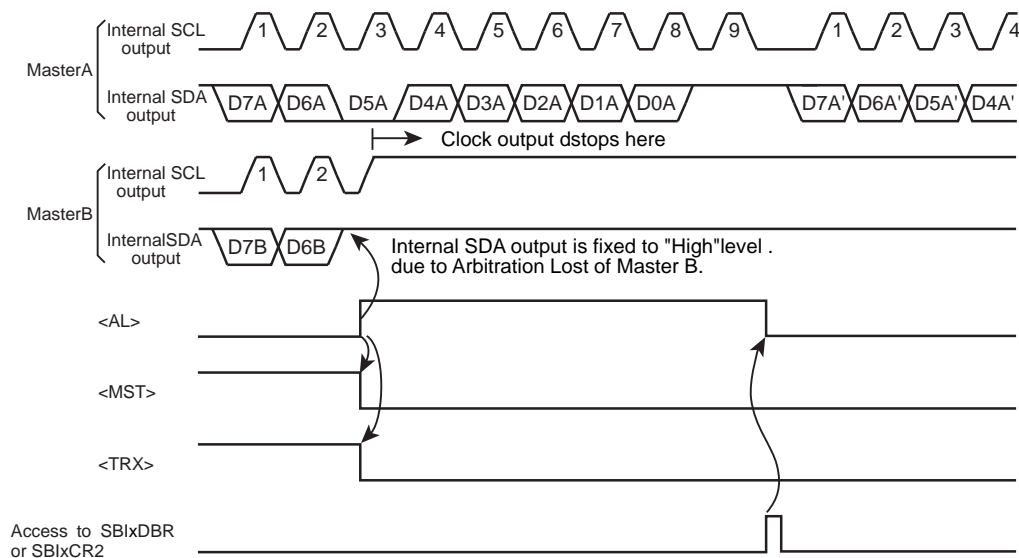 Internal SCL
output
1 2 3 4 5 6 7 8 9 1 2 3 4
MasterA
Internal SDA
output
D7A D6A D5A D4A D3A D2A D1A D0A D7A' D6A' D5A' D4A'
Clock output dstops here
Internal SCL
output
1 2
MasterB
InternalSDA
output
D7B D6B
Internal SDA output is fixed to "High"level .
due to Arbitration Lost of Master B.
<AL>
<MST>
<TRX>
Access to SBIxDBR
or SBIxCR2